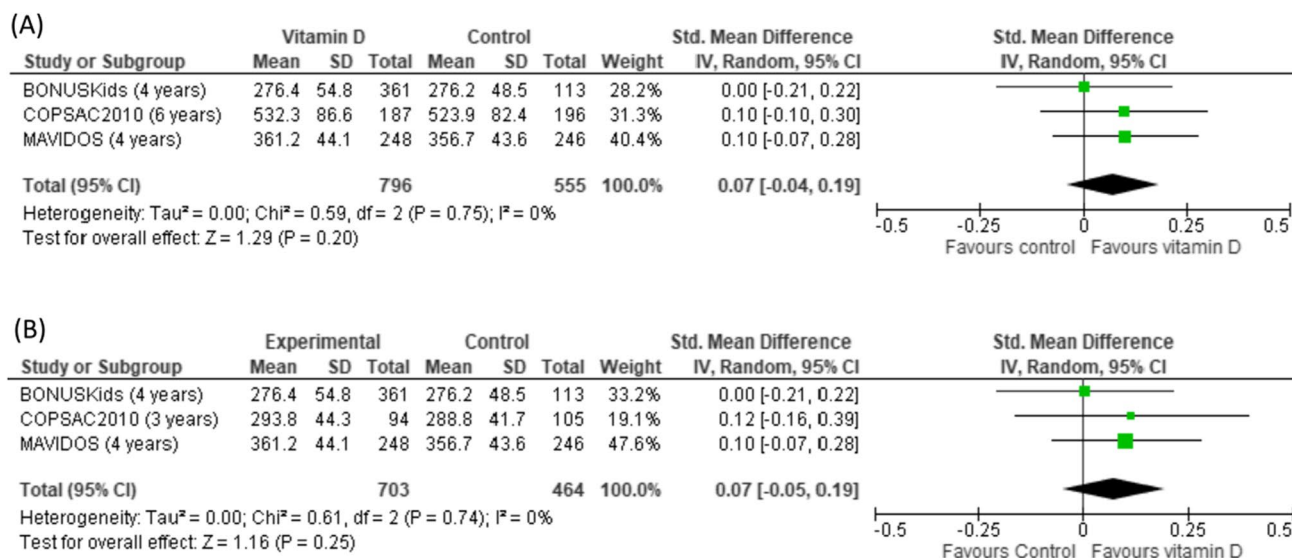 (A)
Vitamin D Control Std. Mean Difference Std. Mean Difference
Study or Subgroup Mean SD Total Mean SD Total Weight IV, Random, 95% CI IV, Random, 95% CI
BONUSKids (4 years) 276.4 54.8 361 276.2 48.5 113 28.2% 0.00 [-0.21, 0.22]
COPSAC2010 (6 years) 532.3 86.6 187 523.9 82.4 196 31.3% 0.10 [-0.10, 0.30]
MAVIDOS (4 years) 361.2 44.1 248 356.7 43.6 246 40.4% 0.10 [-0.07, 0.28]
Total (95% CI) 796 555 100.0% 0.07 [-0.04, 0.19]
Heterogeneity: Tau² = 0.00; Chi² = 0.59, df = 2 (P = 0.75); I² = 0%
Test for overall effect: Z = 1.29 (P = 0.20)
-0.5 -0.25 0 0.25 0.5
Favours control Favours vitamin D
(B)
Experimental Control Std. Mean Difference Std. Mean Difference
Study or Subgroup Mean SD Total Mean SD Total Weight IV, Random, 95% CI IV, Random, 95% CI
BONUSKids (4 years) 276.4 54.8 361 276.2 48.5 113 33.2% 0.00 [-0.21, 0.22]
COPSAC2010 (3 years) 293.8 44.3 94 288.8 41.7 105 19.1% 0.12 [-0.16, 0.39]
MAVIDOS (4 years) 361.2 44.1 248 356.7 43.6 246 47.6% 0.10 [-0.07, 0.28]
Total (95% CI) 703 464 100.0% 0.07 [-0.05, 0.19]
Heterogeneity: Tau² = 0.00; Chi² = 0.61, df = 2 (P = 0.74); I² = 0%
Test for overall effect: Z = 1.16 (P = 0.25)
-0.5 -0.25 0 0.25 0.5
Favours Control Favours vitamin D